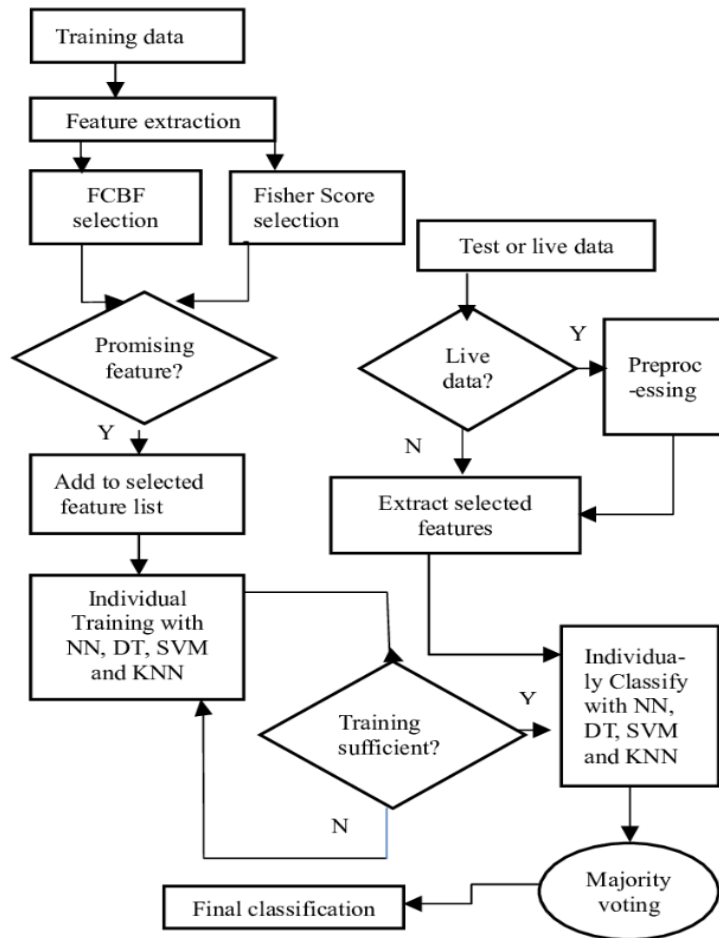 Training data
Feature extraction
FCBF
selection
Fisher Score
selection
Test or live data
Promising
feature?
Live
data?
Y
Preproc
-essing
Y
N
Add to selected
feature list
Extract selected
features
Individual
Training with
NN, DT, SVM
and KNN
Individua-
ly Classify
with NN,
DT, SVM
and KNN
Training
sufficient?
Y
N
Majority
voting
Final classification